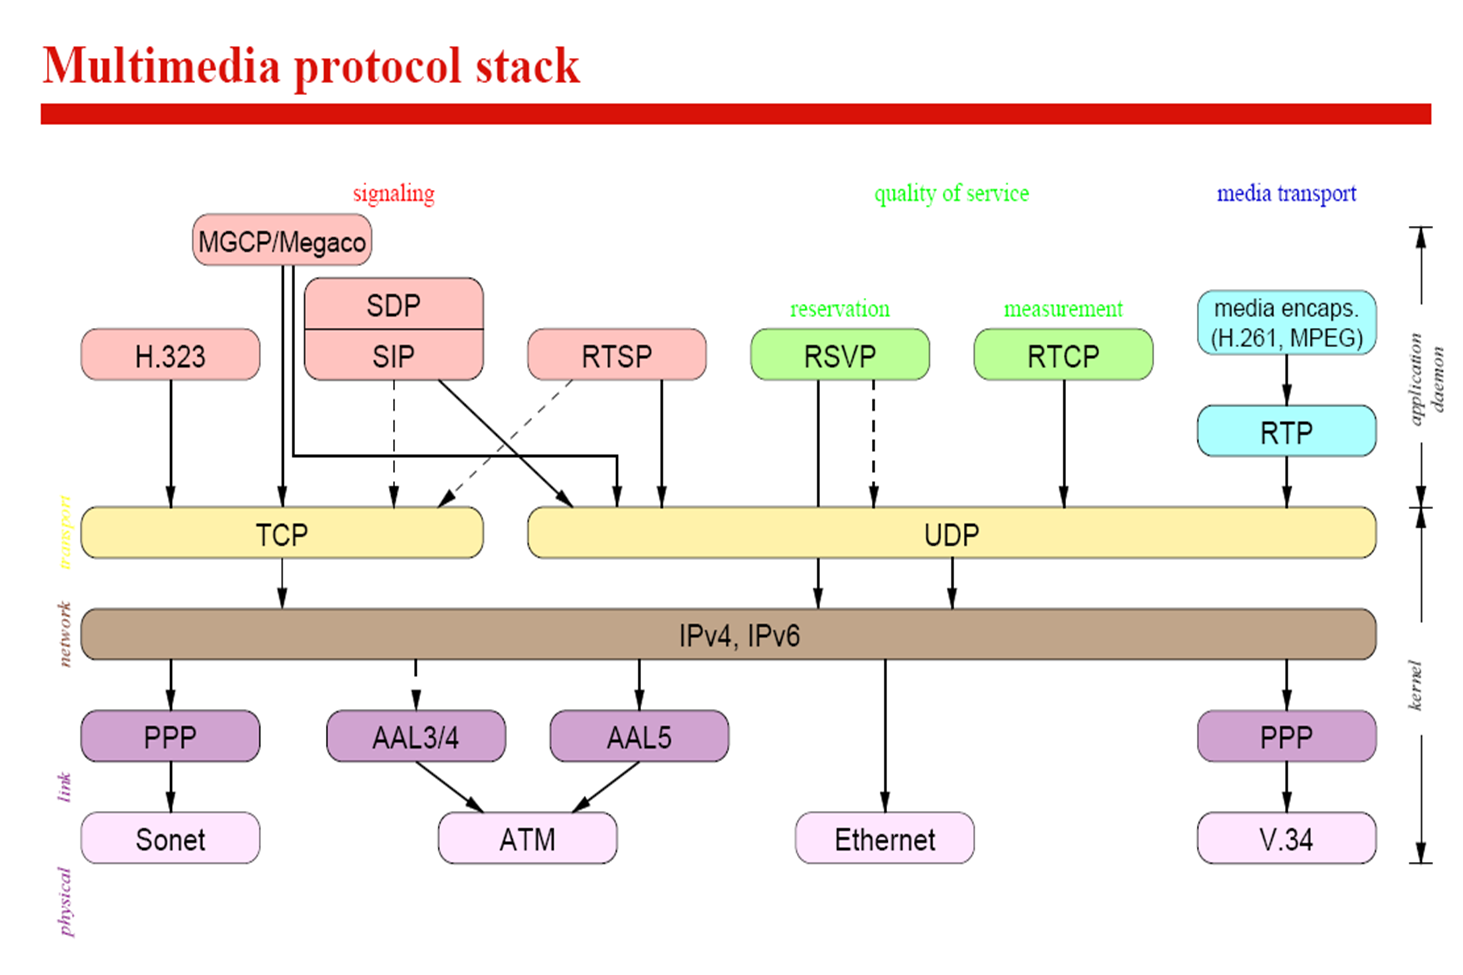 Multimedia protocol stack
signaling
quality of service
media transport
MGCP/Megaco
SDP
SIP
H.323
RTSP
reservation
RSVP
measurement
RTCP
media encaps.
(H.261, MPEG)
RTP
application
daemon
transport
TCP
UDP
network
IPv4, IPv6
kernel
PPP
AAL3/4
AAL5
PPP
link
Sonet
ATM
Ethernet
V.34
physical